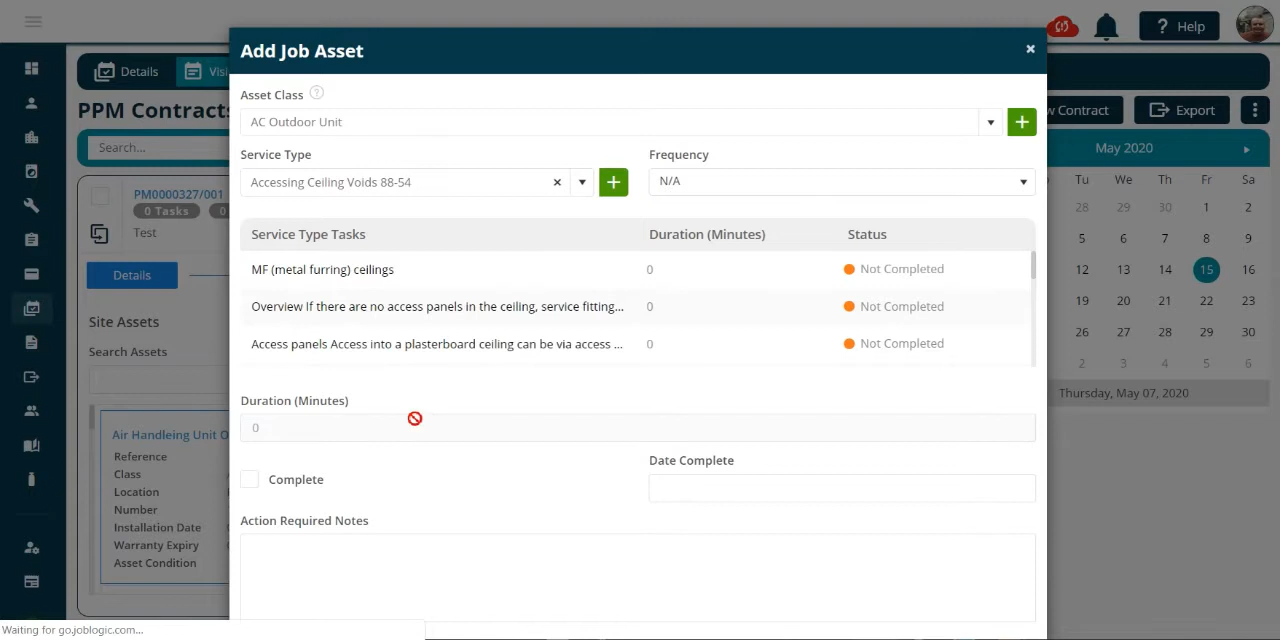 Help
Details
Visi
PPM Contracts
w Contract
Export
Search...
PM0000327/001
0 Tasks
0
Test
Details
Site Assets
Search Assets
Air Handleing Unit O
Reference
Class
Location
Number
Installation Date
Warranty Expiry
Asset Condition
Add Job Asset
×
Asset Class ?
AC Outdoor Unit
Service Type
Frequency
Accessing Ceiling Voids 88-54 ×
N/A
Service Type Tasks Duration (Minutes) Status
MF (metal furring) ceilings 0 Not Completed
Overview If there are no access panels in the ceiling, service fitting... 0 Not Completed
Access panels Access into a plasterboard ceiling can be via access ... 0 Not Completed
Duration (Minutes)
0
Complete
Date Complete
Action Required Notes
May 2020
Tu We Th Fr Sa
28 29 30 1 2
5 6 7 8 9
12 13 14 15 16
19 20 21 22 23
26 27 28 29 30
2 3 4 5 6
Thursday, May 07, 2020
Waiting for go.joblogic.com...